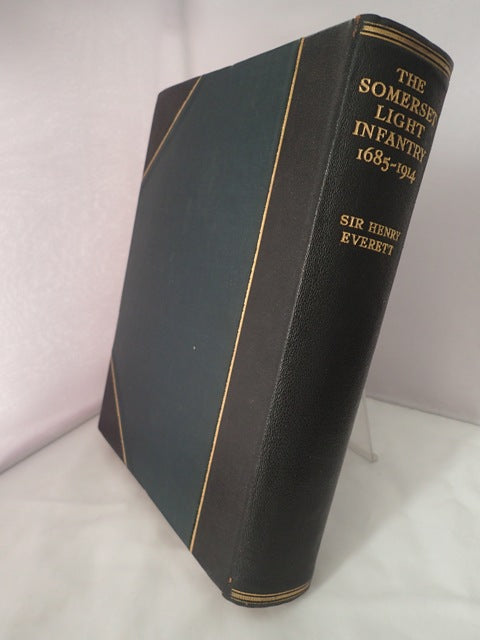 THE
SOMERSET
LIGHT
INFANTRY
1685-1914
SIR HENRY
EVERETT